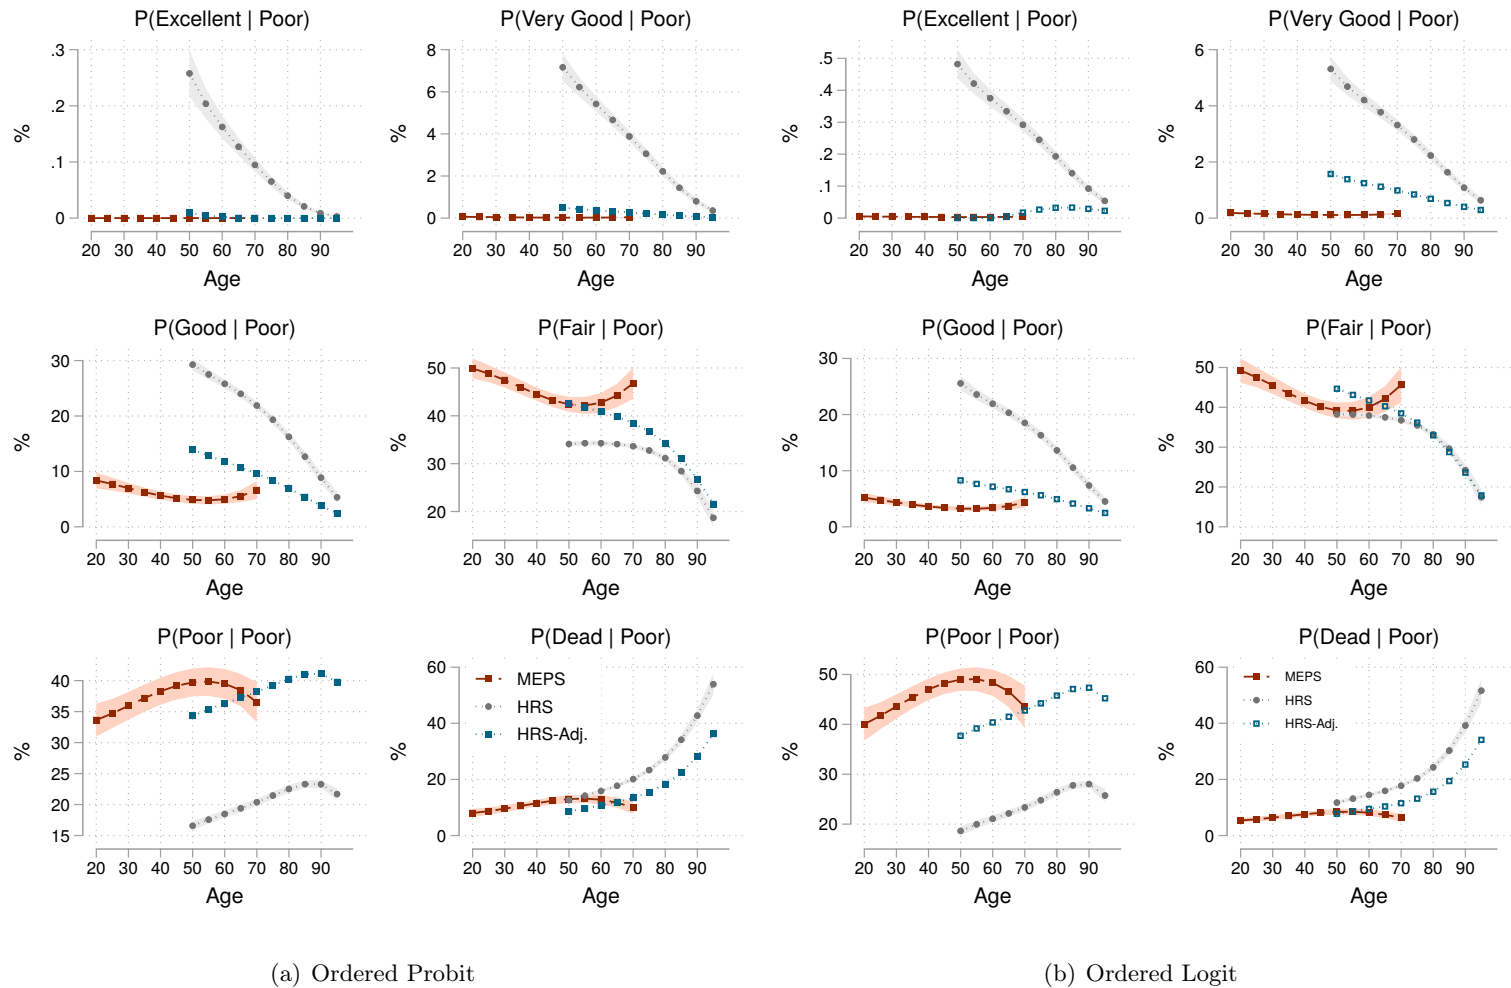 P(Excellent | Poor)
.3
.2
.1
0
%
20 30 40 50 60 70 80 90
Age
P(Very Good | Poor)
8
6
4
2
0
%
20 30 40 50 60 70 80 90
Age
P(Excellent | Poor)
.5
.4
.3
.2
.1
0
%
20 30 40 50 60 70 80 90
Age
P(Very Good | Poor)
6
4
2
0
%
20 30 40 50 60 70 80 90
Age
P(Good | Poor)
30
20
10
0
%
20 30 40 50 60 70 80 90
Age
P(Fair | Poor)
50
40
30
20
%
20 30 40 50 60 70 80 90
Age
P(Good | Poor)
30
20
10
0
%
20 30 40 50 60 70 80 90
Age
P(Fair | Poor)
50
40
30
20
10
%
20 30 40 50 60 70 80 90
Age
P(Poor | Poor)
40
35
30
25
20
15
%
20 30 40 50 60 70 80 90
Age
P(Dead | Poor)
60
40
20
0
%
MEPS
HRS
HRS-Adj.
20 30 40 50 60 70 80 90
Age
P(Poor | Poor)
50
40
30
20
%
20 30 40 50 60 70 80 90
Age
P(Dead | Poor)
60
40
20
0
%
MEPS
HRS
HRS-Adj.
20 30 40 50 60 70 80 90
Age
(a) Ordered Probit
(b) Ordered Logit